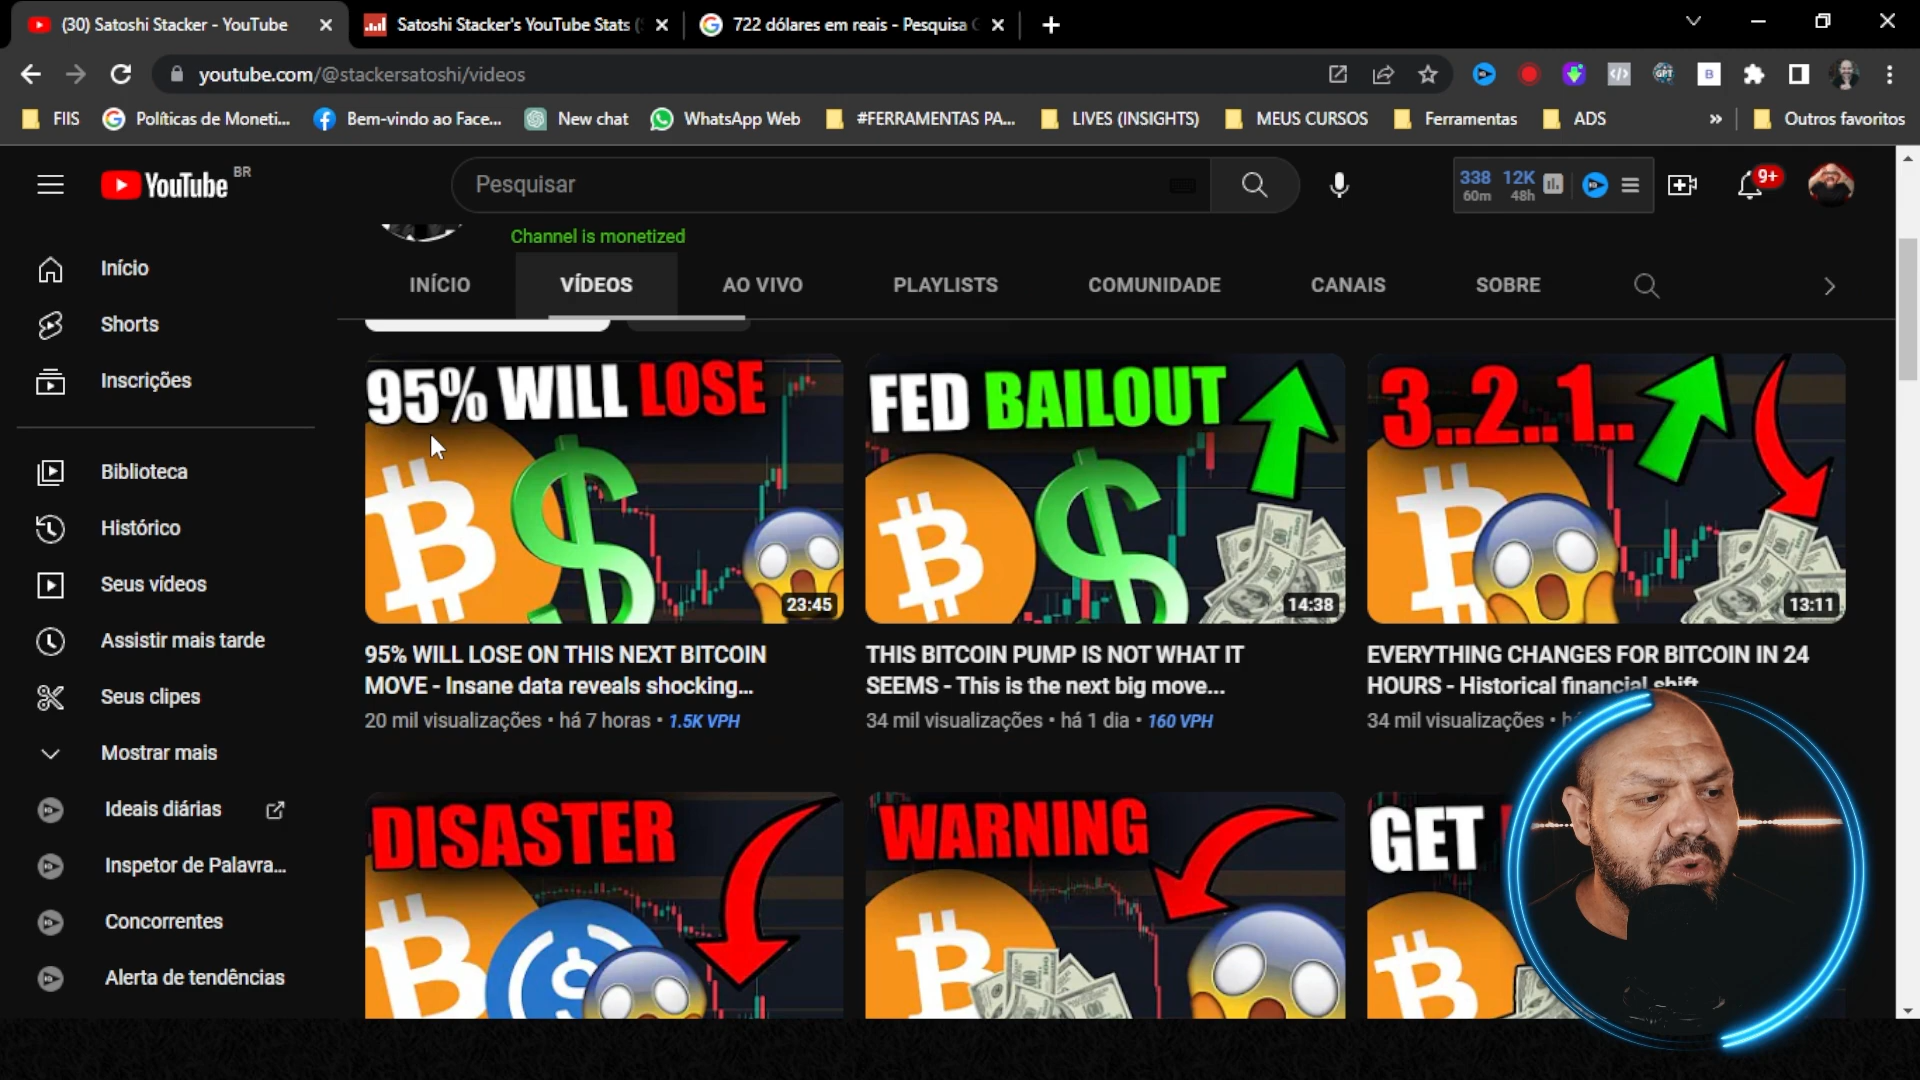 (30) Satoshi Stacker - YouTube
Satoshi Stacker's YouTube Stats (
722 dólares em reais - Pesquisa
youtube.com/@stackersatoshi/videos
FIIS
Políticas de Moneti...
Bem-vindo ao Face...
New chat
WhatsApp Web
#FERRAMENTAS PA...
LIVES (INSIGHTS)
MEUS CURSOS
Ferramentas
ADS
»
Outros favoritos
YouTube BR
Pesquisar
338 12K
60m 48h
9+
Channel is monetized
INÍCIO
VÍDEOS
AO VIVO
PLAYLISTS
COMUNIDADE
CANAIS
SOBRE
Início
Shorts
Inscrições
Biblioteca
Histórico
Seus vídeos
Assistir mais tarde
Seus clipes
Mostrar mais
Ideais diárias
Inspetor de Palavra...
Concorrentes
Alerta de tendências
95% WILL LOSE
23:45
95% WILL LOSE ON THIS NEXT BITCOIN
MOVE - Insane data reveals shocking...
20 mil visualizações • há 7 horas • 1.5K VPH
FED BAILOUT
14:38
THIS BITCOIN PUMP IS NOT WHAT IT
SEEMS - This is the next big move...
34 mil visualizações • há 1 dia • 160 VPH
3..2..1..
13:11
EVERYTHING CHANGES FOR BITCOIN IN 24
HOURS - Historical financial shift
34 mil visualizações •
DISASTER
WARNING
GET